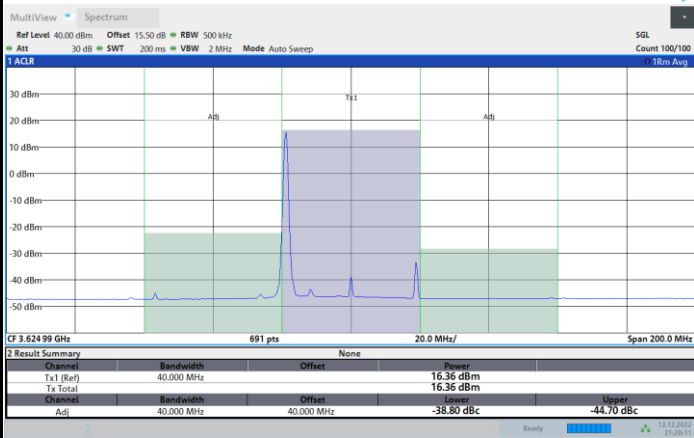 MultiView Spectrum
Ref Level 40.00 dBm Offset 15.50 dB RBW 500 kHz SGL
Att 30 dB SWT 200 ms VBW 2 MHz Mode Auto Sweep Count 100/100
1 ACLR 1Rm Avg
30 dBm
Tx1
20 dBm
Adj Adj
10 dBm
0 dBm
-10 dBm
-20 dBm
-30 dBm
-40 dBm
-50 dBm
CF 3.624 99 GHz 691 pts 20.0 MHz/ Span 200.0 MHz
2 Result Summary None
Channel Bandwidth Offset Power
Tx1 (Ref) 40.000 MHz 16.36 dBm
Tx Total 16.36 dBm
Channel Bandwidth Offset Lower Upper
Adj 40.000 MHz 40.000 MHz -38.80 dBc -44.70 dBc
Ready 12.12.2022
21:20:11